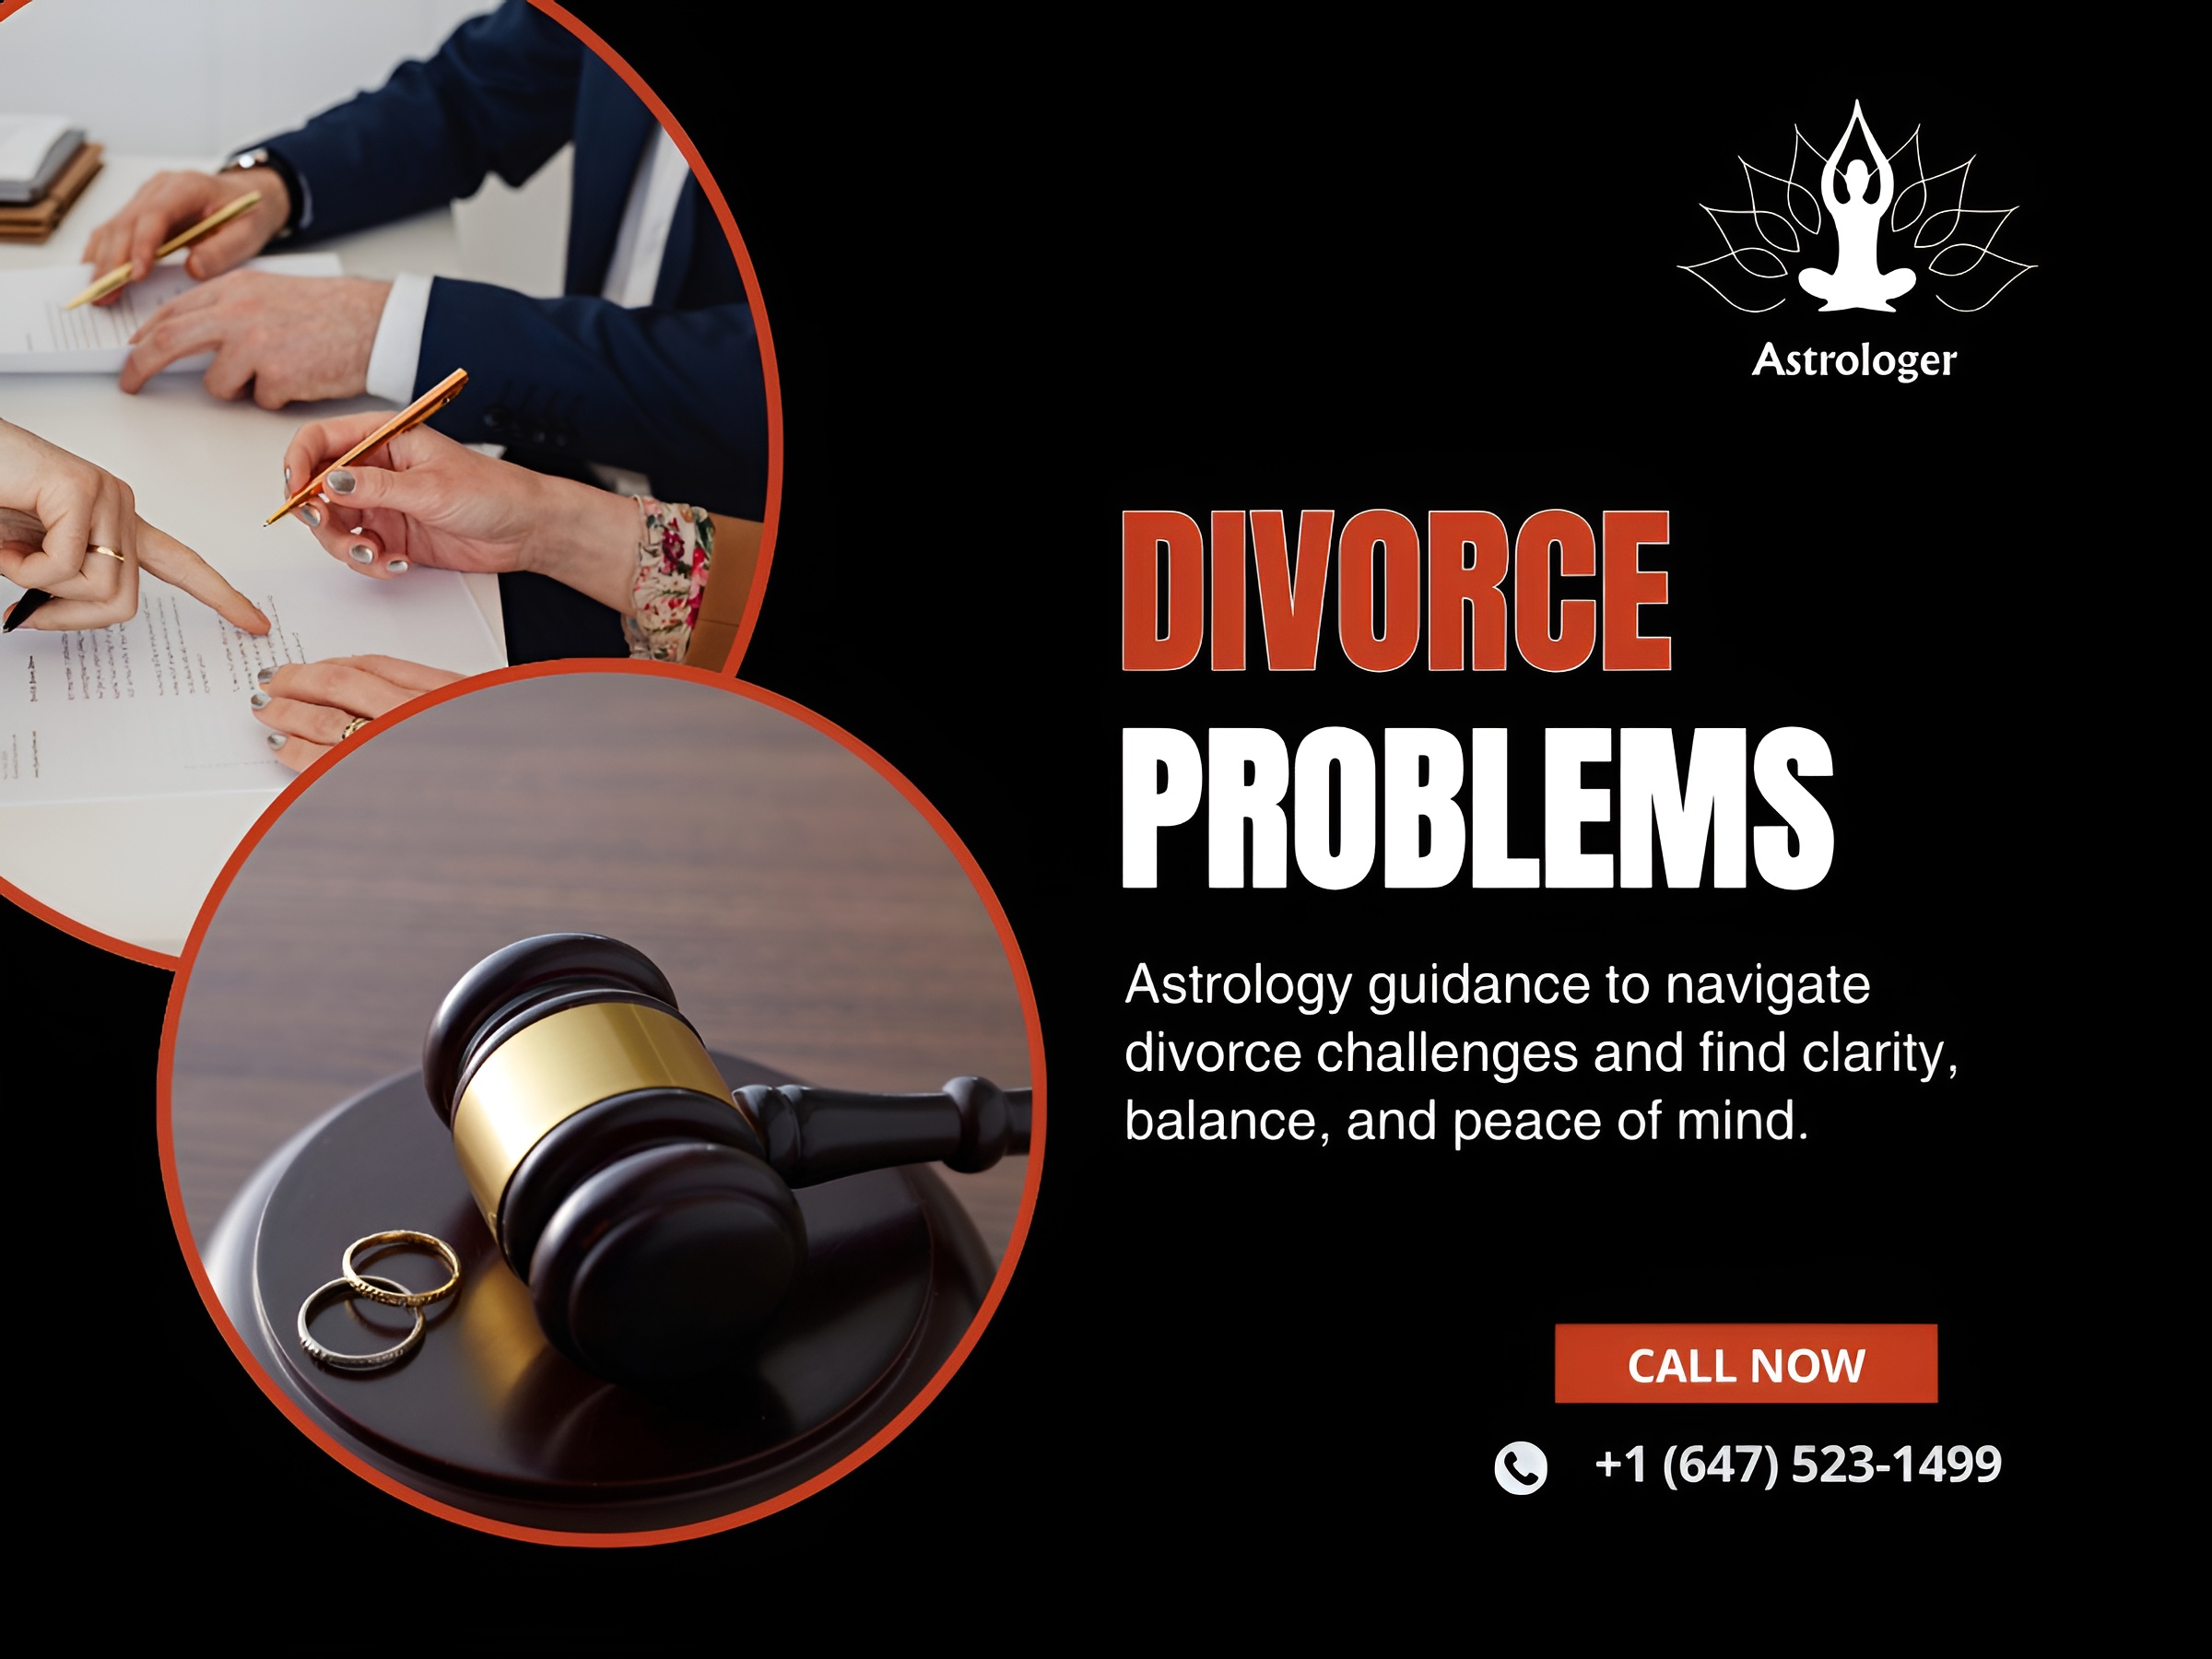 Astrologer
DIVORCE
PROBLEMS
Astrology guidance to navigate
divorce challenges and find clarity,
balance, and peace of mind.
CALL NOW
+1 (647) 523-1499